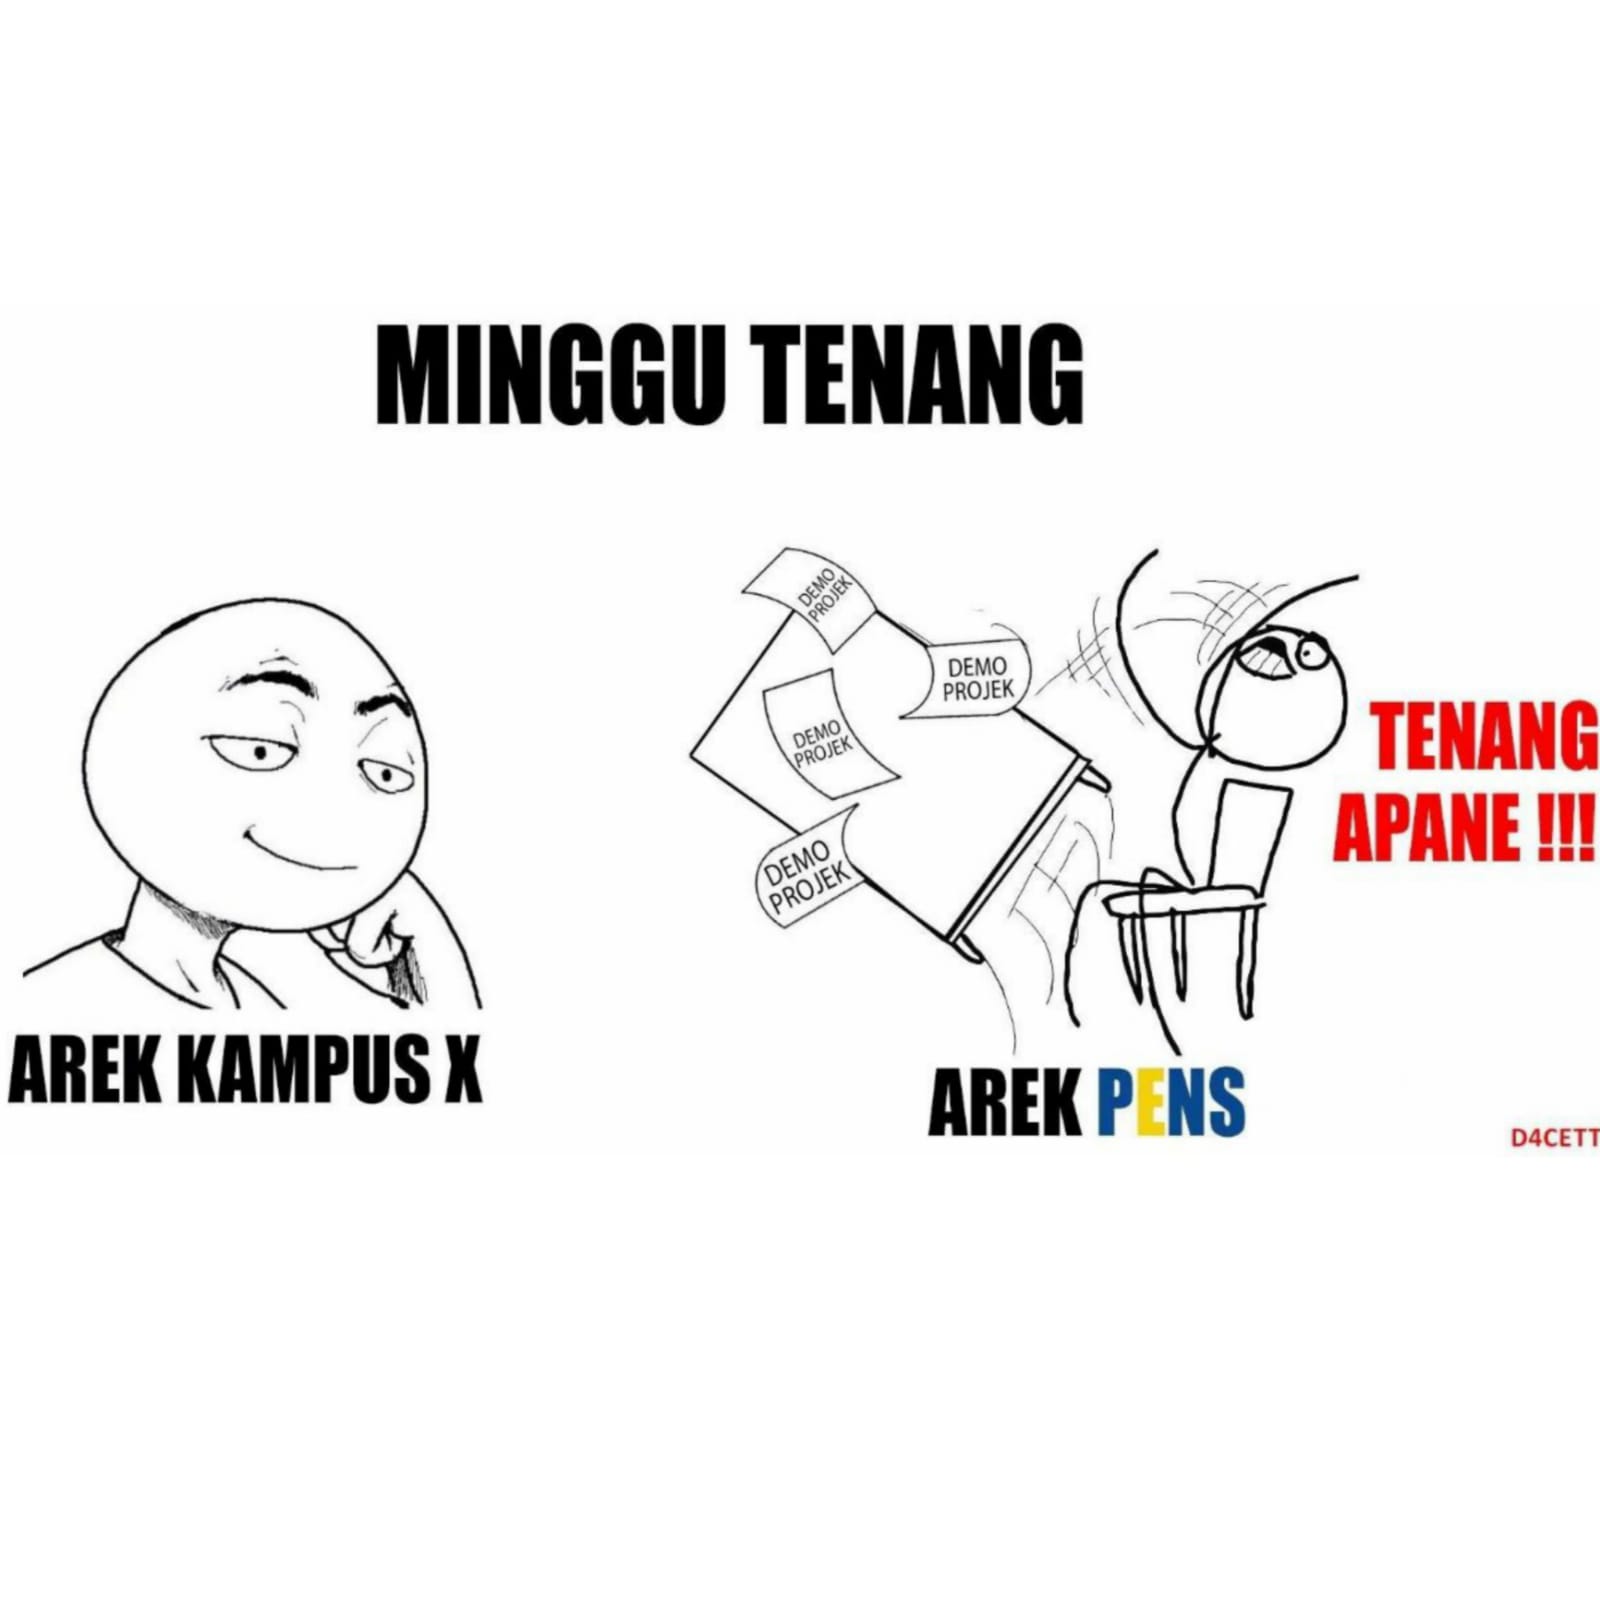 MINGGU TENANG
DEMO
PROJEK
DEMO
PROJEK
DEMO
PROJEK
DEMO
PROJEK
TENANG
APANE !!!
AREK KAMPUS X
AREK PENS
D4CETT